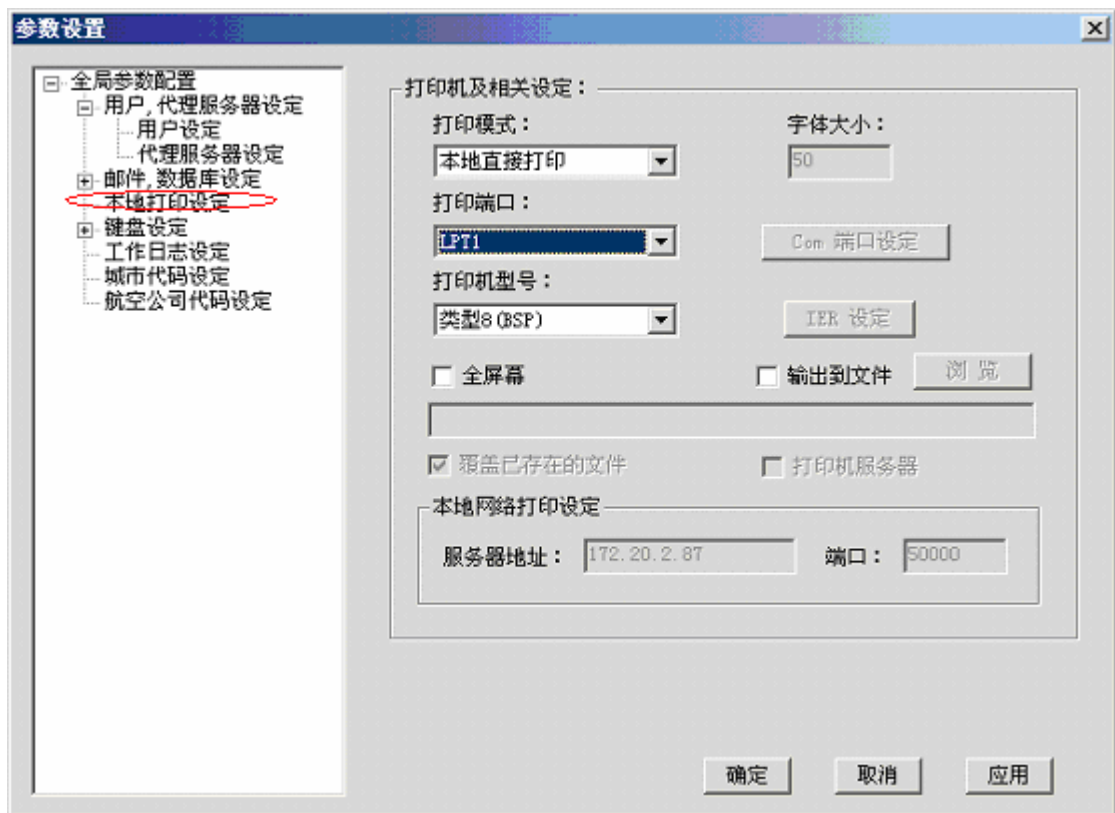 参数设置
全局参数配置
用户,代理服务器设定
用户设定
代理服务器设定
邮件,数据库设定
本地打印设定
键盘设定
工作日志设定
城市代码设定
航空公司代码设定
打印机及相关设定：
打印模式：
字体大小：
本地直接打印
50
打印端口：
LPT1
Com 端口设定
打印机型号：
类型8(BSP)
IER 设定
全屏幕
输出到文件
浏 览
覆盖已存在的文件
打印机服务器
本地网络打印设定
服务器地址：
172.20.2.87
端口：
50000
确定
取消
应用